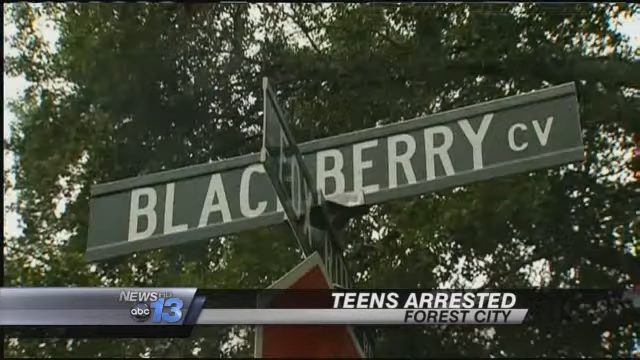 BLACKBERRY CV
NEWS
abc 13
TEENS ARRESTED
FOREST CITY